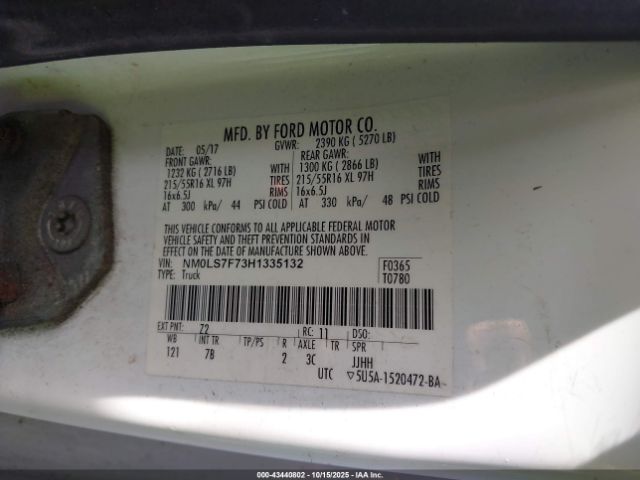 MFD. BY FORD MOTOR CO.
DATE: 05/17 GVWR: 2390 KG ( 5270 LB)
FRONT GAWR: REAR GAWR:
1232 KG ( 2716 LB) WITH 1300 KG ( 2866 LB) WITH
215/55R16 XL 97H TIRES 215/55R16 XL 97H TIRES
16x6.5J RIMS 16x6.5J RIMS
AT 300 kPa/ 44 PSI COLD AT 330 kPa/ 48 PSI COLD
THIS VEHICLE CONFORMS TO ALL APPLICABLE FEDERAL MOTOR
VEHICLE SAFETY AND THEFT PREVENTION STANDARDS IN
EFFECT ON THE DATE OF MANUFACTURE SHOWN ABOVE.
VIN: NM0LS7F73H1335132 F0365
TYPE: Truck T0780
EXT PNT: Z2 RC: 11 DSO:
WB INT TR TP/PS R AXLE TR SPR
121 7B 2 3C JJHH
UTC ▽5U5A-1520472-BA
000-43440802 - 10/15/2025 - www.iaai.com